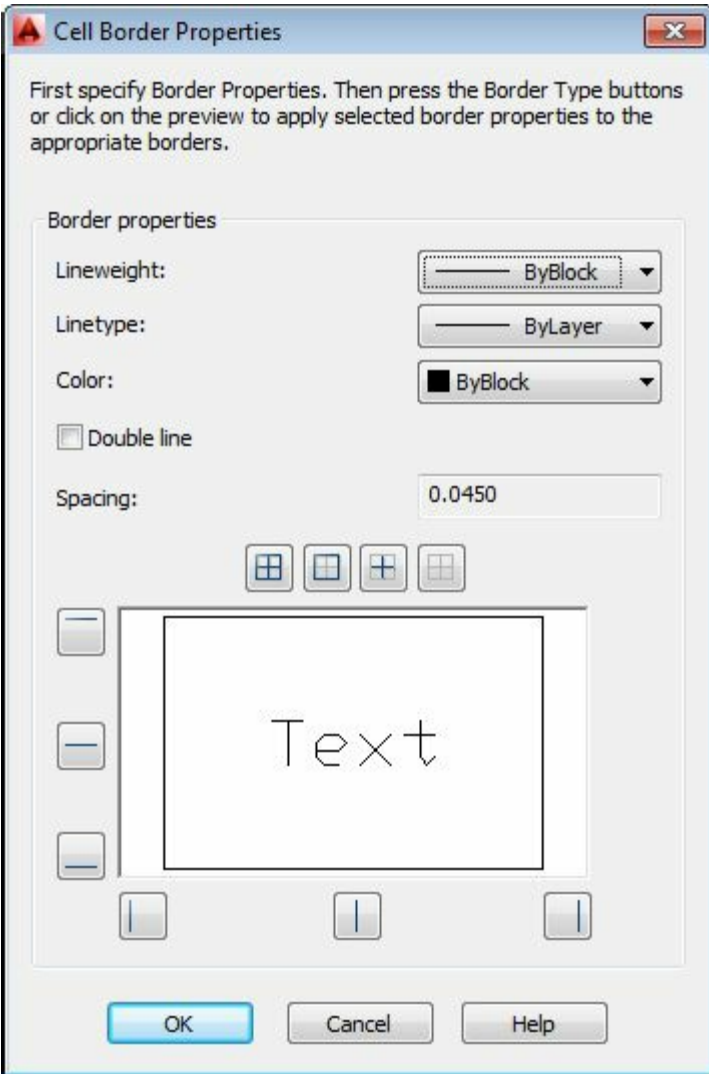 Cell Border Properties
First specify Border Properties. Then press the Border Type buttons
or click on the preview to apply selected border properties to the
appropriate borders.
Border properties
Lineweight: ByBlock
Linetype: ByLayer
Color: ByBlock
Double line
Spacing: 0.0450
Text
OK Cancel Help